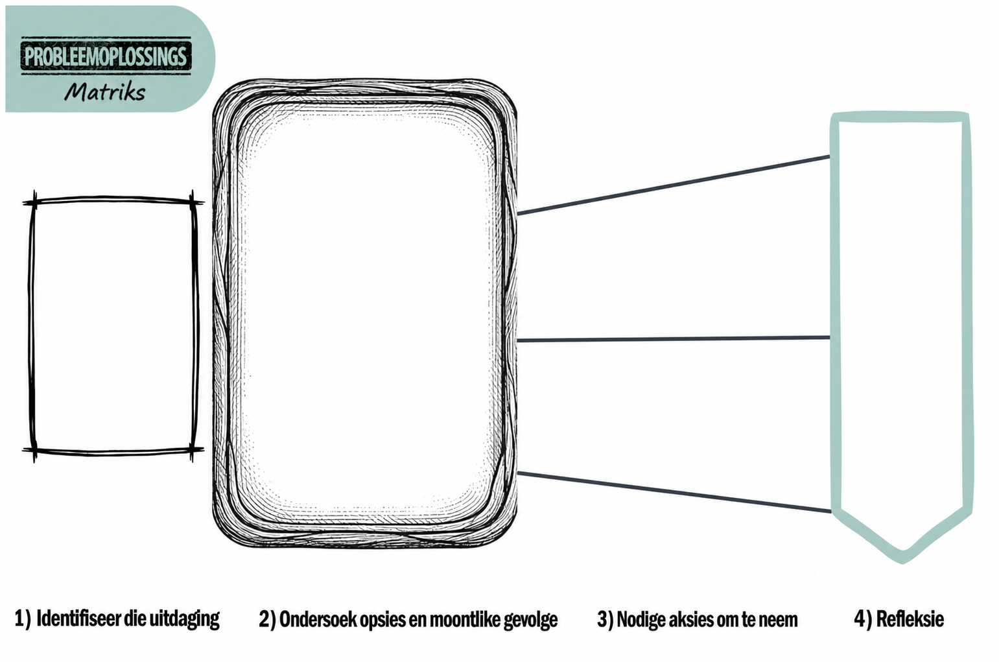 PROBLEEMOPLOSSINGS
Matriks
1) Identifiseer die uitdaging
2) Ondersoek opsies en moontlike gevolge
3) Nodige aksies om te neem
4) Refleksie